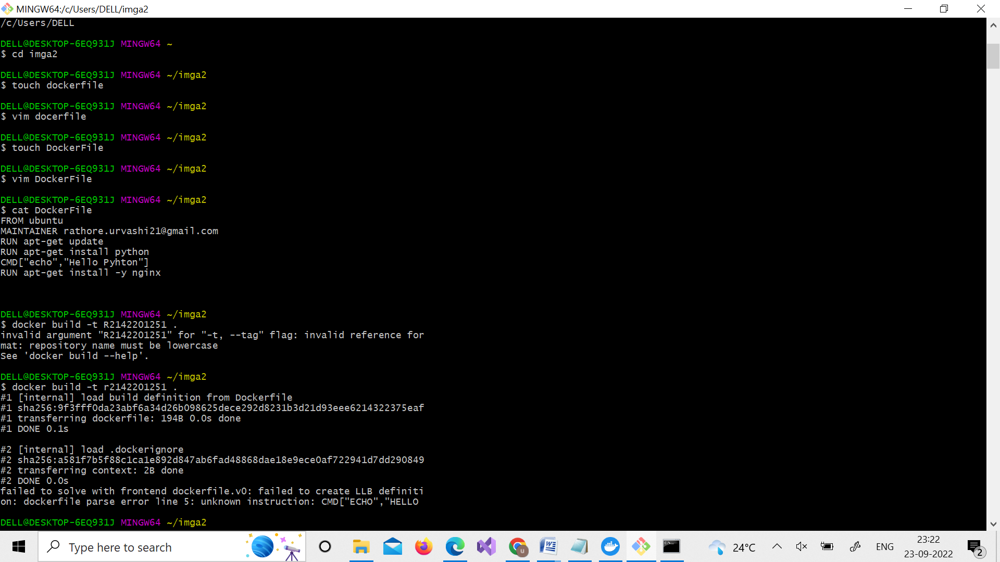 MINGW64:/c/Users/DELL/imga2
/c/Users/DELL
DELL@DESKTOP-6EQ931J MINGW64 ~
$ cd imga2
DELL@DESKTOP-6EQ931J MINGW64 ~/imga2
$ touch dockerfile
DELL@DESKTOP-6EQ931J MINGW64 ~/imga2
$ vim docerfile
DELL@DESKTOP-6EQ931J MINGW64 ~/imga2
$ touch DockerFile
DELL@DESKTOP-6EQ931J MINGW64 ~/imga2
$ vim DockerFile
DELL@DESKTOP-6EQ931J MINGW64 ~/imga2
$ cat DockerFile
FROM ubuntu
MAINTAINER rathore.urvashi21@gmail.com
RUN apt-get update
RUN apt-get install python
CMD["echo","Hello Pyhton"]
RUN apt-get install -y nginx
DELL@DESKTOP-6EQ931J MINGW64 ~/imga2
$ docker build -t R2142201251 .
invalid argument "R2142201251" for "-t, --tag" flag: invalid reference for
mat: repository name must be lowercase
See 'docker build --help'.
DELL@DESKTOP-6EQ931J MINGW64 ~/imga2
$ docker build -t r2142201251 .
#1 [internal] load build definition from Dockerfile
#1 sha256:9f3fff0da23abf6a34d26b098625dece292d8231b3d21d93eee6214322375eaf
#1 transferring dockerfile: 194B 0.0s done
#1 DONE 0.1s
#2 [internal] load .dockerignore
#2 sha256:a581f7b5f88c1ca1e892d847ab6fad48868dae18e9ece0af722941d7dd290849
#2 transferring context: 2B done
#2 DONE 0.0s
failed to solve with frontend dockerfile.v0: failed to create LLB definiti
on: dockerfile parse error line 5: unknown instruction: CMD["ECHO","HELLO
DELL@DESKTOP-6EQ931J MINGW64 ~/imga2
Type here to search
24°C
ENG
23:22
23-09-2022
2